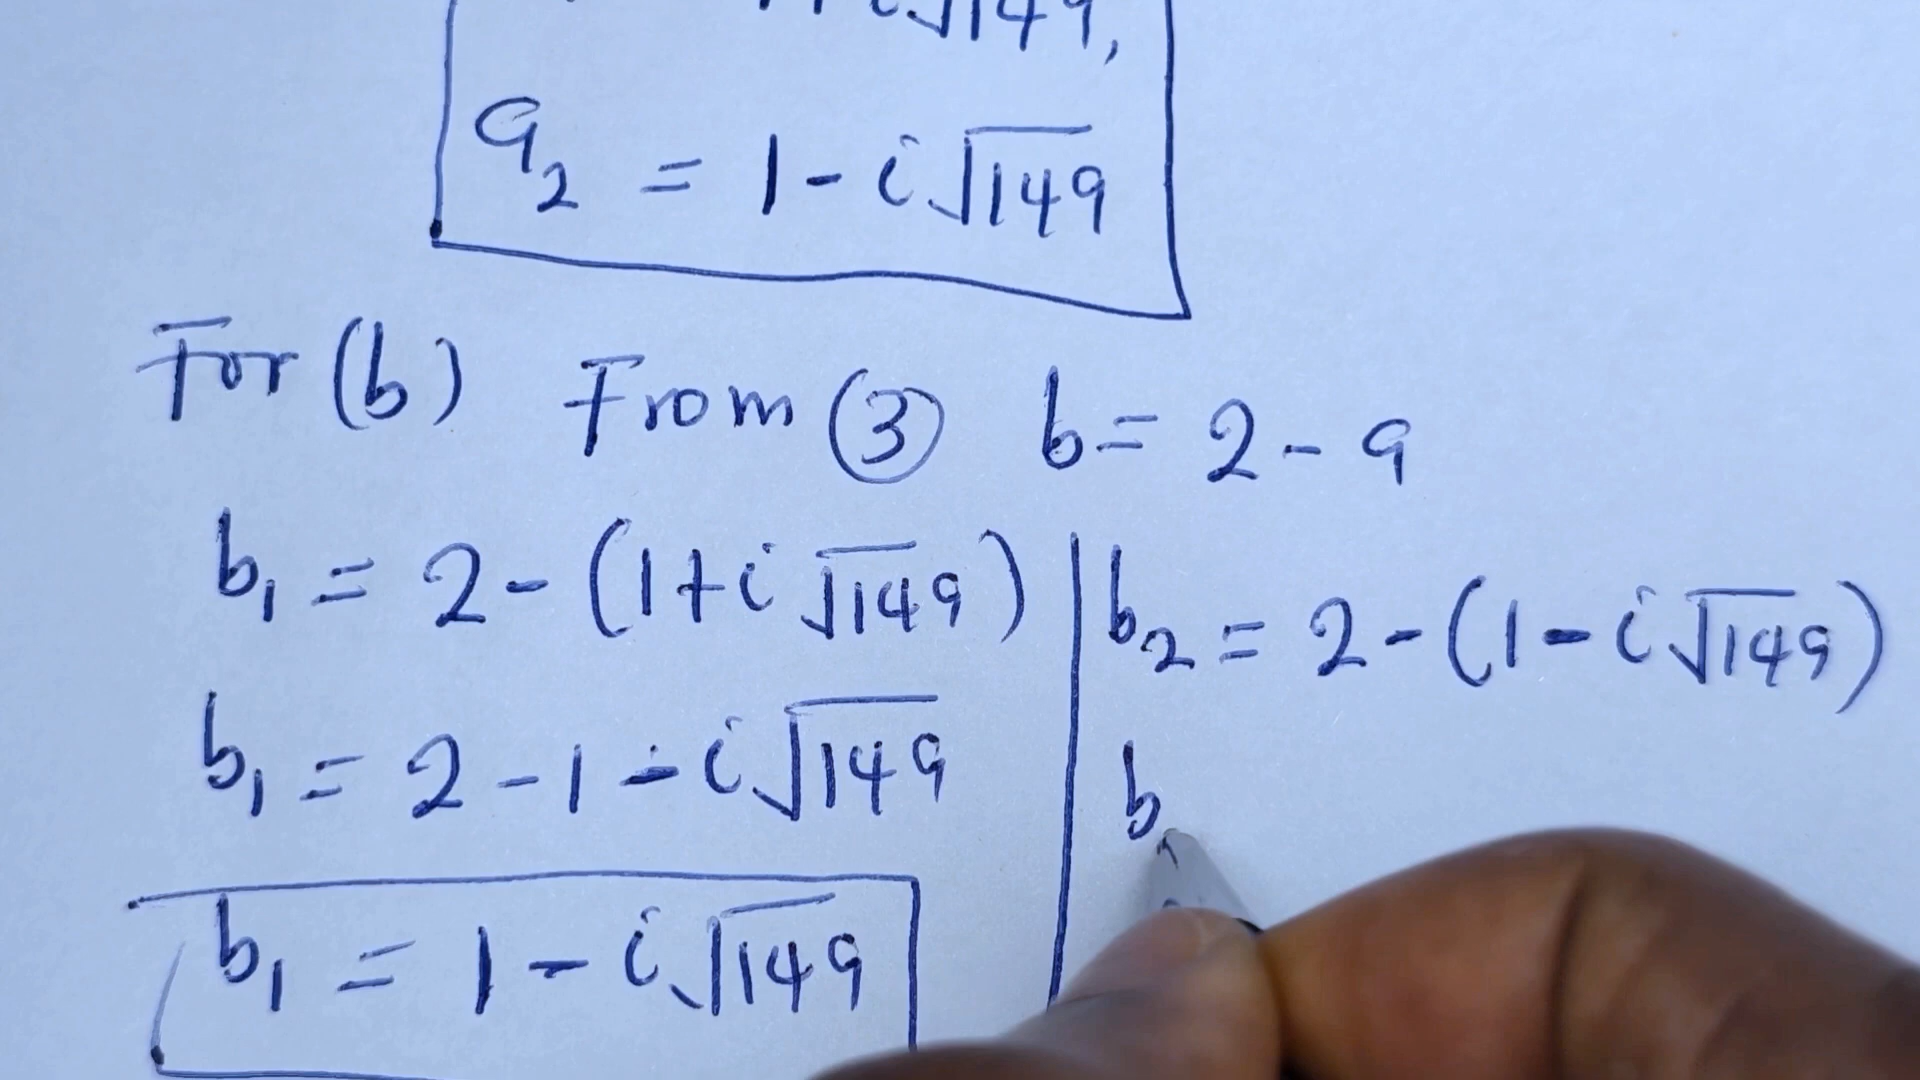 i√149,
a₂ = 1 - i√149
For (b) From ③ b = 2 - a
b₁ = 2 - (1 + i√149)
b₂ = 2 - (1 - i√149)
b₁ = 2 - 1 - i√149
b
b₁ = 1 - i√149